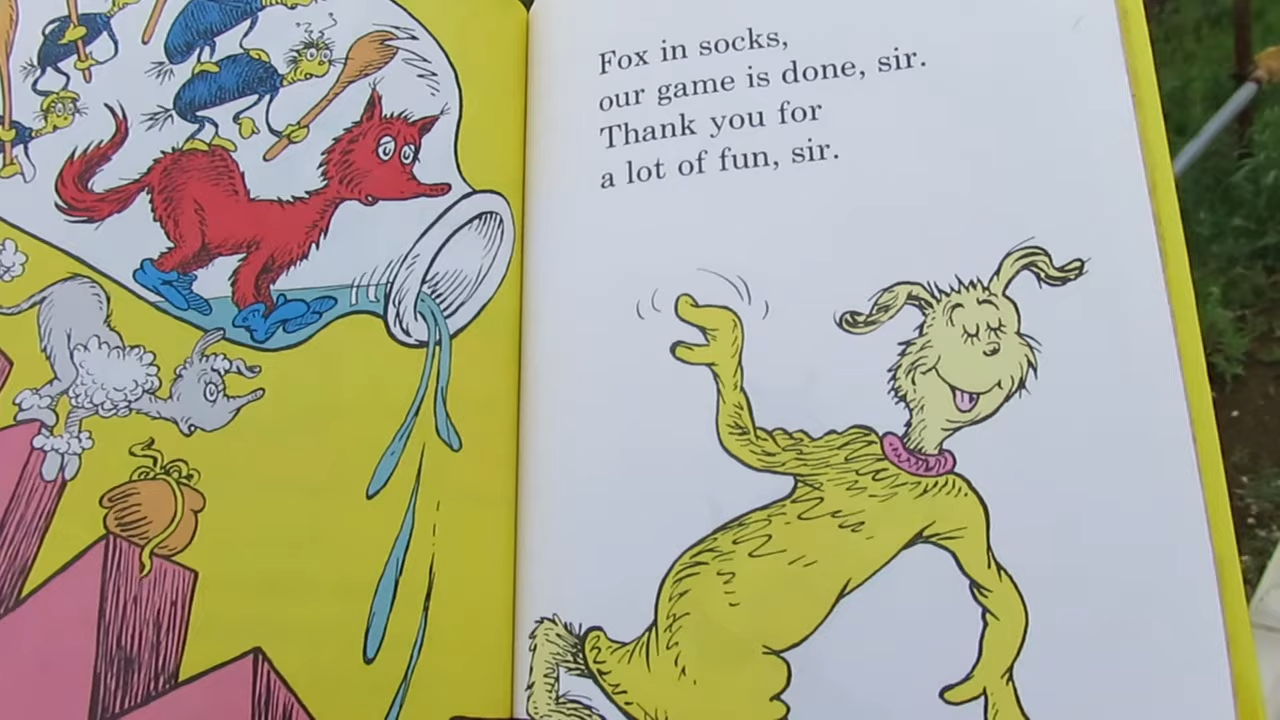 Fox in socks,
our game is done, sir.
Thank you for
a lot of fun, sir.